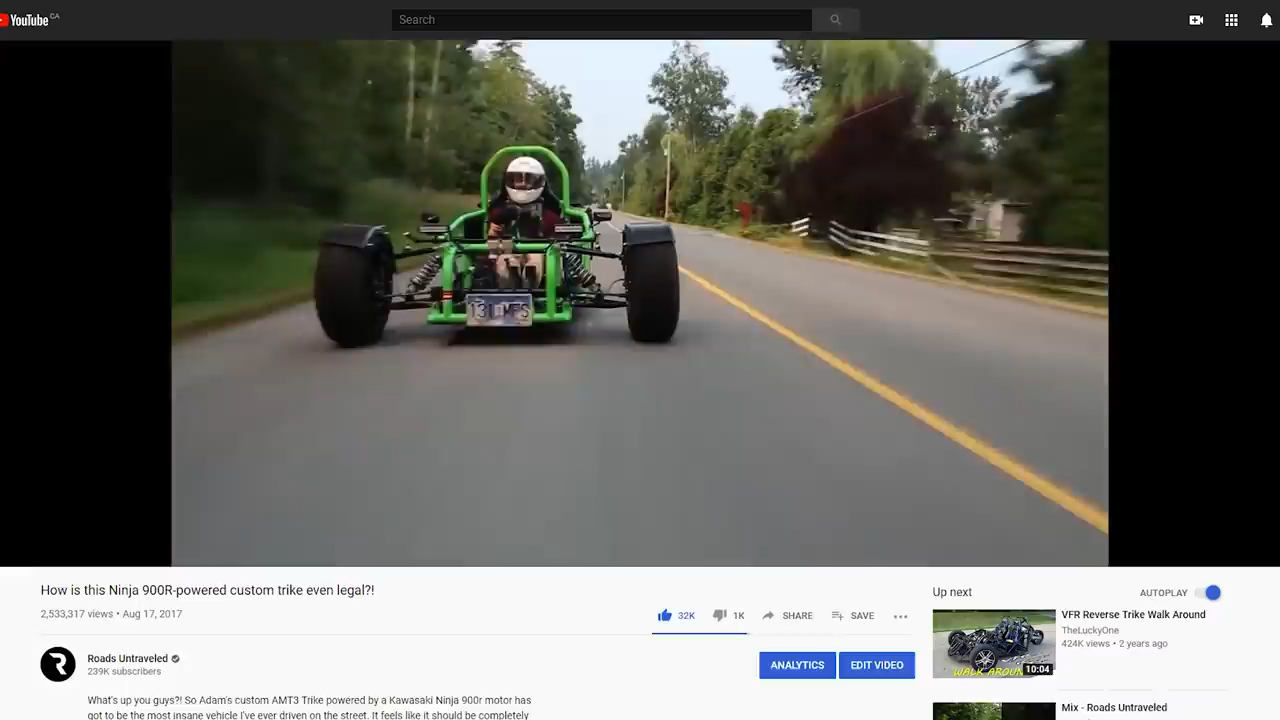 YouTube CA
Search
How is this Ninja 900R-powered custom trike even legal?!
2,533,317 views • Aug 17, 2017
32K
1K
SHARE
SAVE
Roads Untraveled
239K subscribers
ANALYTICS
EDIT VIDEO
What's up you guys?! So Adam's custom AMT3 Trike powered by a Kawasaki Ninja 900r motor has
got to be the most insane vehicle I've ever driven on the street. It feels like it should be completely
Up next
AUTOPLAY
VFR Reverse Trike Walk Around
TheLuckyOne
424K views • 2 years ago
WALK AROUN
10:04
Mix - Roads Untraveled